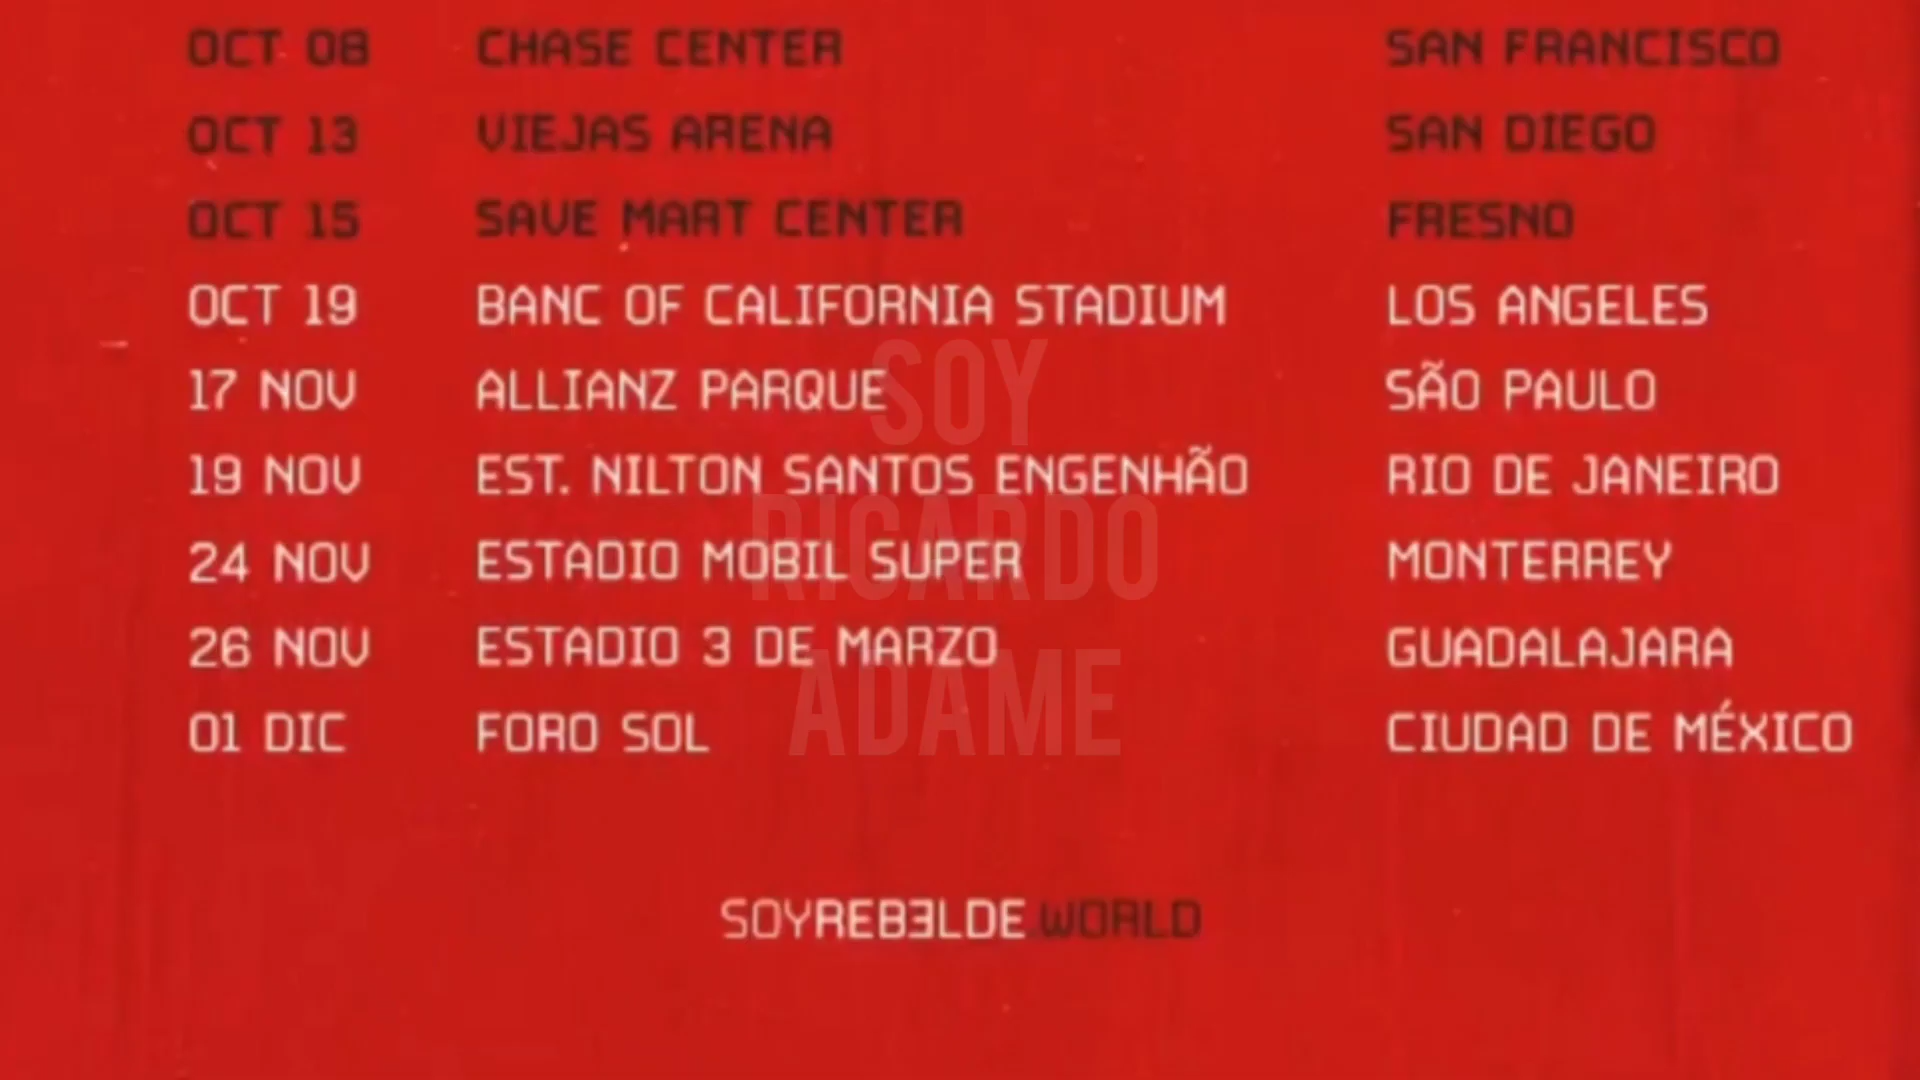 OCT 08 CHASE CENTER SAN FRANCISCO
OCT 13 VIEJAS ARENA SAN DIEGO
OCT 15 SAVE MART CENTER FRESNO
OCT 19 BANC OF CALIFORNIA STADIUM LOS ANGELES
17 NOV ALLIANZ PARQUE SÃO PAULO
19 NOV EST. NILTON SANTOS ENGENHÃO RIO DE JANEIRO
24 NOV ESTADIO MOBIL SUPER MONTERREY
26 NOV ESTADIO 3 DE MARZO GUADALAJARA
01 DIC FORO SOL CIUDAD DE MÉXICO
SOY
RICARDO
ADAME
SOYREBƎLDE.WORLD